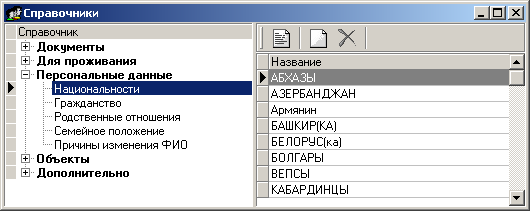 Справочники
Справочник
Документы
Для проживания
Персональные данные
Национальности
Гражданство
Родственные отношения
Семейное положение
Причины изменения ФИО
Объекты
Дополнительно
Название
АБХАЗЫ
АЗЕРБАНДЖАН
Армянин
БАШКИР(КА)
БЕЛОРУС(ка)
БОЛГАРЫ
ВЕПСЫ
КАБАРДИНЦЫ